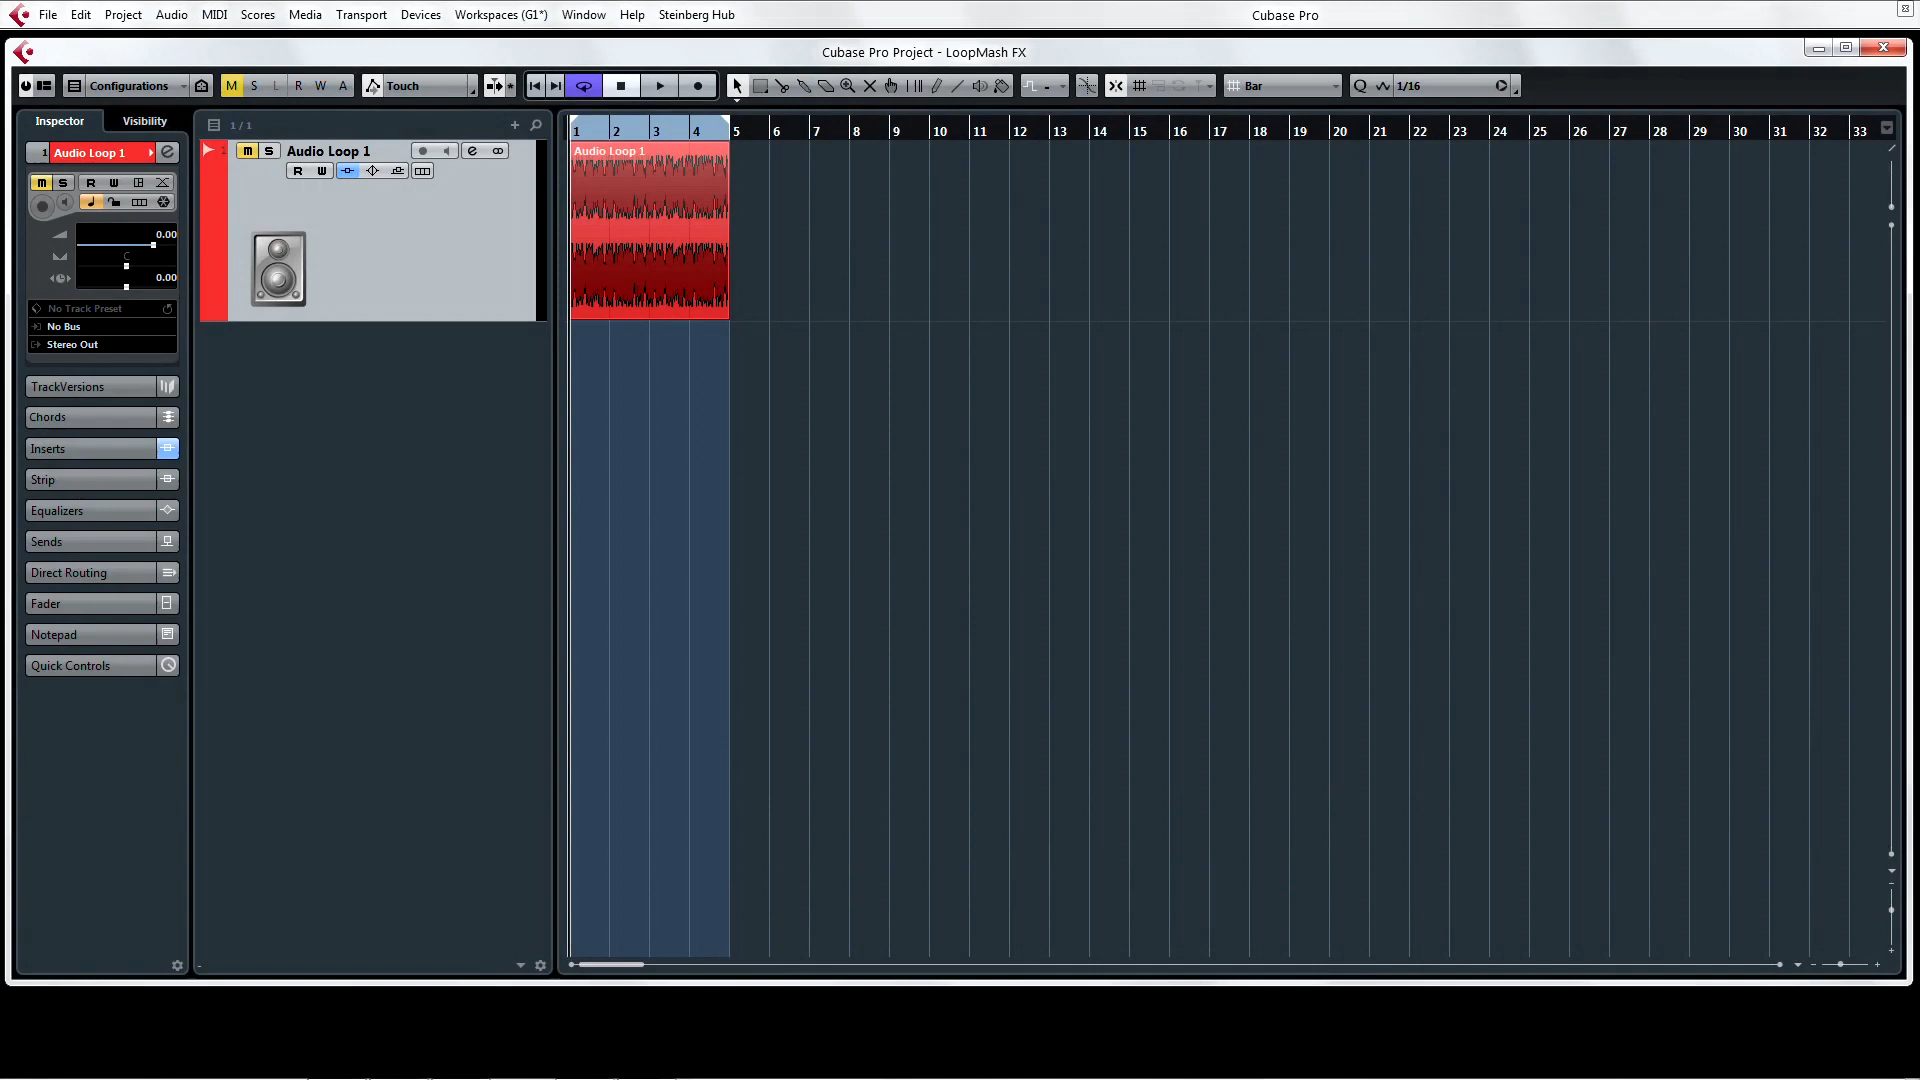 File Edit Project Audio MIDI Scores Media Transport Devices Workspaces (G1*) Window Help Steinberg Hub Cubase Pro
Cubase Pro Project - LoopMash FX
Configurations M S L R W A Touch Bar Q 1/16
Inspector Visibility 1 / 1
1 2 3 4 5 6 7 8 9 10 11 12 13 14 15 16 17 18 19 20 21 22 23 24 25 26 27 28 29 30 31 32 33
1 Audio Loop 1 e
1 m S Audio Loop 1 e
R W
Audio Loop 1
m S R W
0.00
C
0.00
No Track Preset
No Bus
Stereo Out
TrackVersions
Chords
Inserts
Strip
Equalizers
Sends
Direct Routing
Fader
Notepad
Quick Controls